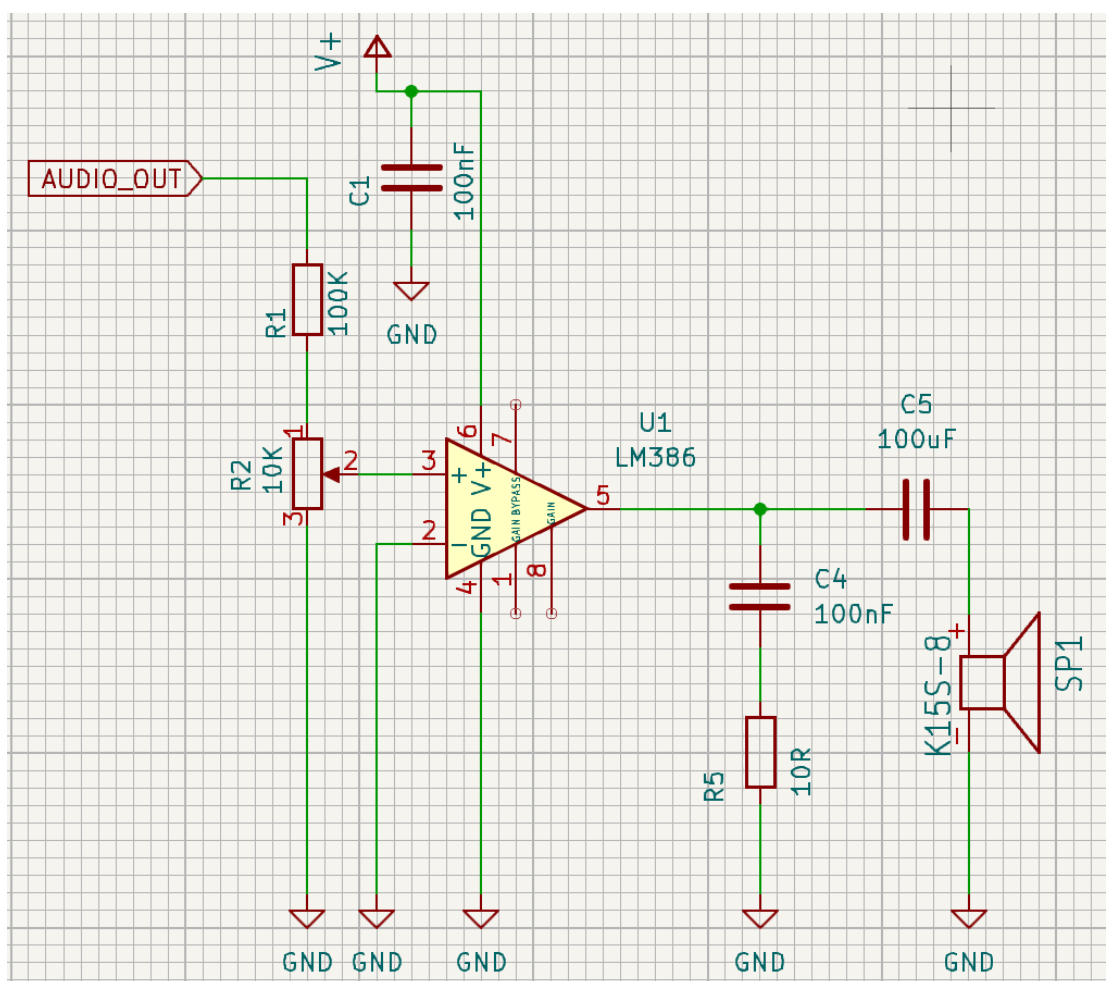 V+
AUDIO_OUT
C1
100nF
R1
100K
GND
R2
10K
1
2
3
3
2
6
7
+
V+
BYPASS
–
GND
GAIN
GAIN
4
1
8
5
U1
LM386
C5
100uF
C4
100nF
R5
10R
+
K15S-8
–
SP1
GND
GND
GND
GND
GND